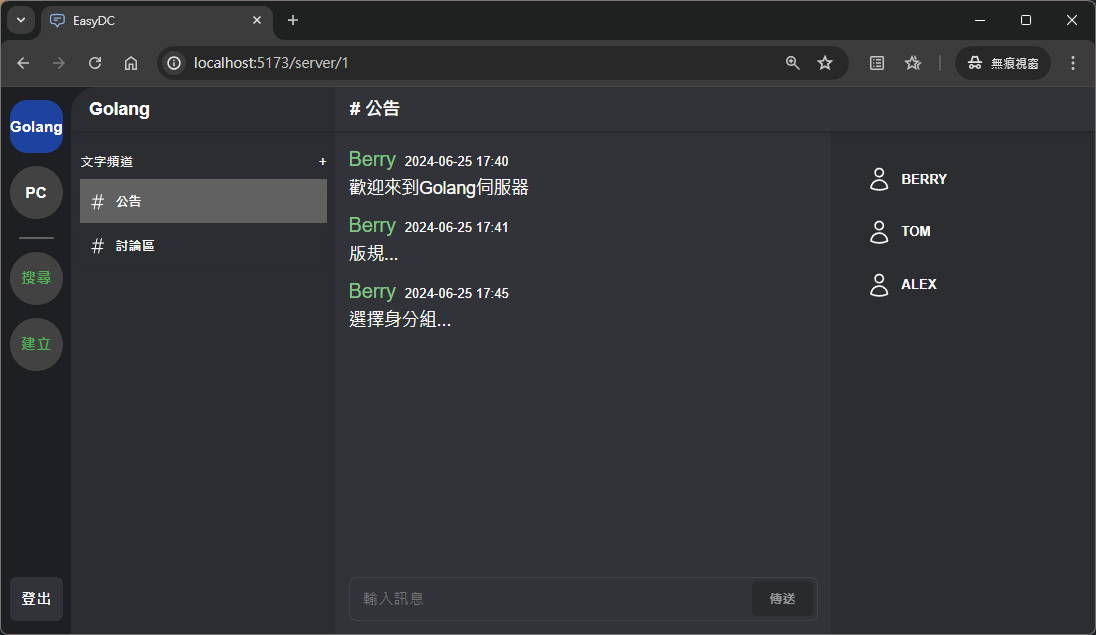 EasyDC
localhost:5173/server/1
無痕視窗
Golang
PC
搜尋
建立
登出
Golang
文字頻道 +
# 公告
# 討論區
# 公告
Berry 2024-06-25 17:40
歡迎來到Golang伺服器
Berry 2024-06-25 17:41
版規...
Berry 2024-06-25 17:45
選擇身分組...
輸入訊息
傳送
BERRY
TOM
ALEX